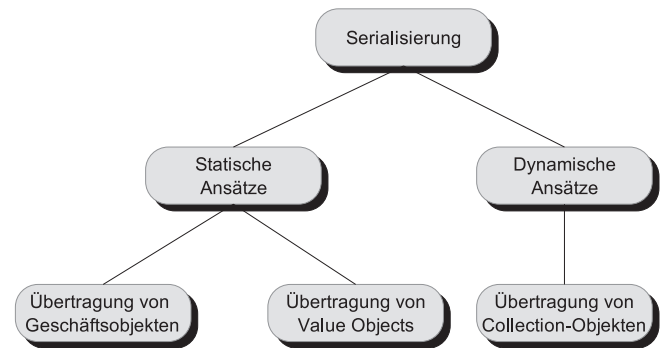 Serialisierung
Statische
Ansätze
Dynamische
Ansätze
Übertragung von
Geschäftsobjekten
Übertragung von
Value Objects
Übertragung von
Collection-Objekten